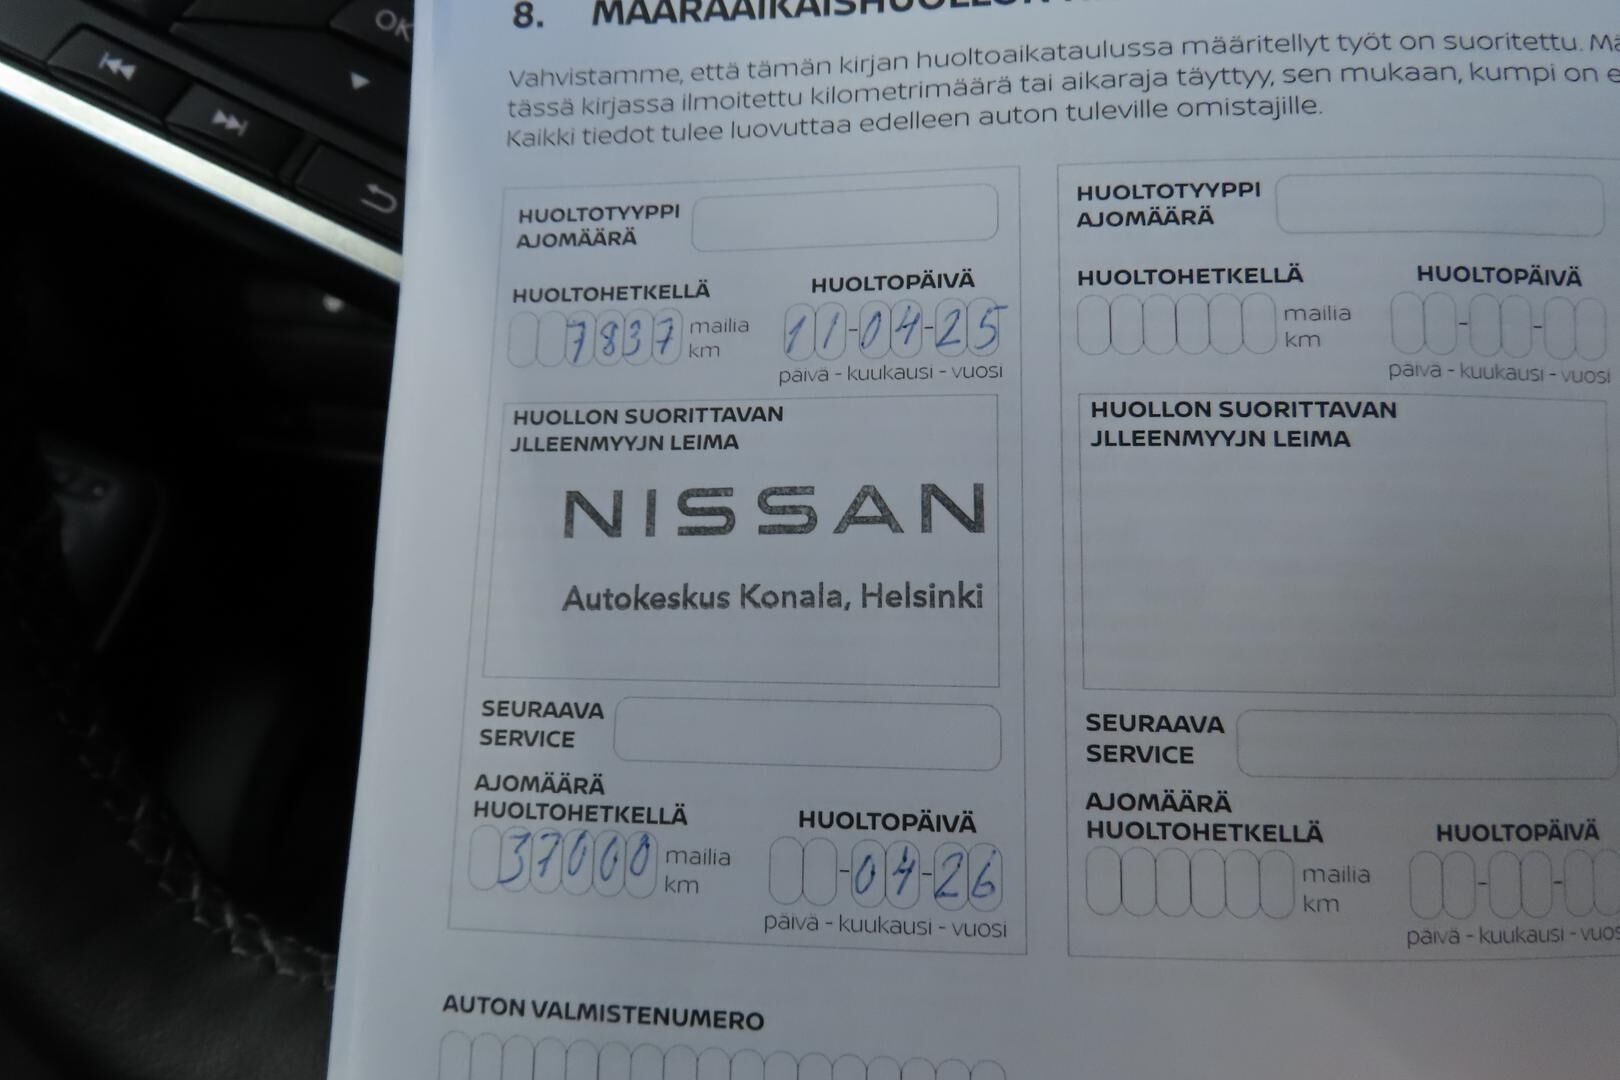 OK
8.
Vahvistamme, että tämän kirjan huoltoaikataulussa määritellyt työt on suoritettu.
tässä kirjassa ilmoitettu kilometrimäärä tai aikaraja täyttyy, sen mukaan, kumpi on
Kaikki tiedot tulee luovuttaa edelleen auton tuleville omistajille.
HUOLTOTYYPPI
AJOMÄÄRÄ
HUOLTOHETKELLÄ
HUOLTOPÄIVÄ
7837 mailia
km
11-04-25
päivä - kuukausi - vuosi
HUOLLON SUORITTAVAN
JLLEENMYYJN LEIMA
NISSAN
Autokeskus Konala, Helsinki
SEURAAVA
SERVICE
AJOMÄÄRÄ
HUOLTOHETKELLÄ
HUOLTOPÄIVÄ
37000 mailia
km
-04-26
päivä - kuukausi - vuosi
HUOLTOTYYPPI
AJOMÄÄRÄ
HUOLTOHETKELLÄ
HUOLTOPÄIVÄ
mailia
km
päivä - kuukausi - vuosi
HUOLLON SUORITTAVAN
JLLEENMYYJN LEIMA
SEURAAVA
SERVICE
AJOMÄÄRÄ
HUOLTOHETKELLÄ
HUOLTOPÄIVÄ
mailia
km
päivä - kuukausi - vuos
AUTON VALMISTENUMERO